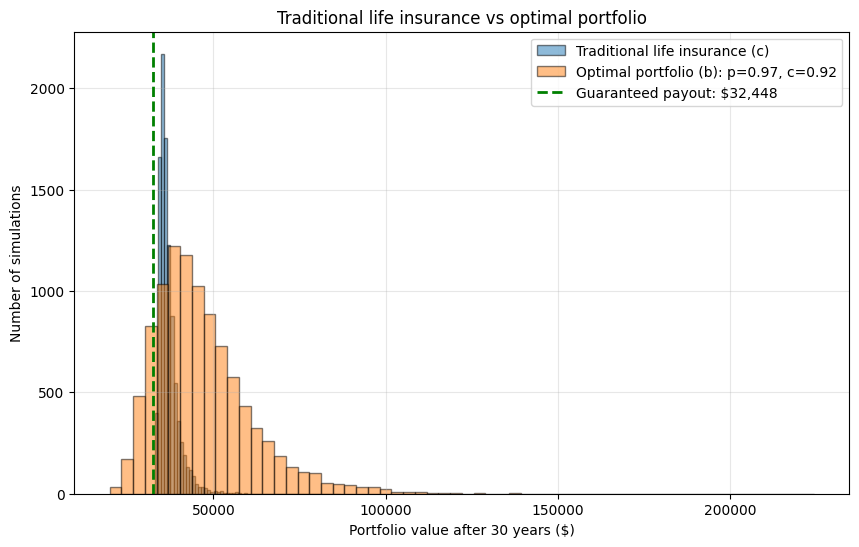 Traditional life insurance vs optimal portfolio
Traditional life insurance (c)
Optimal portfolio (b): p=0.97, c=0.92
Guaranteed payout: $32,448
Number of simulations
2000
1500
1000
500
0
50000 100000 150000 200000
Portfolio value after 30 years ($)